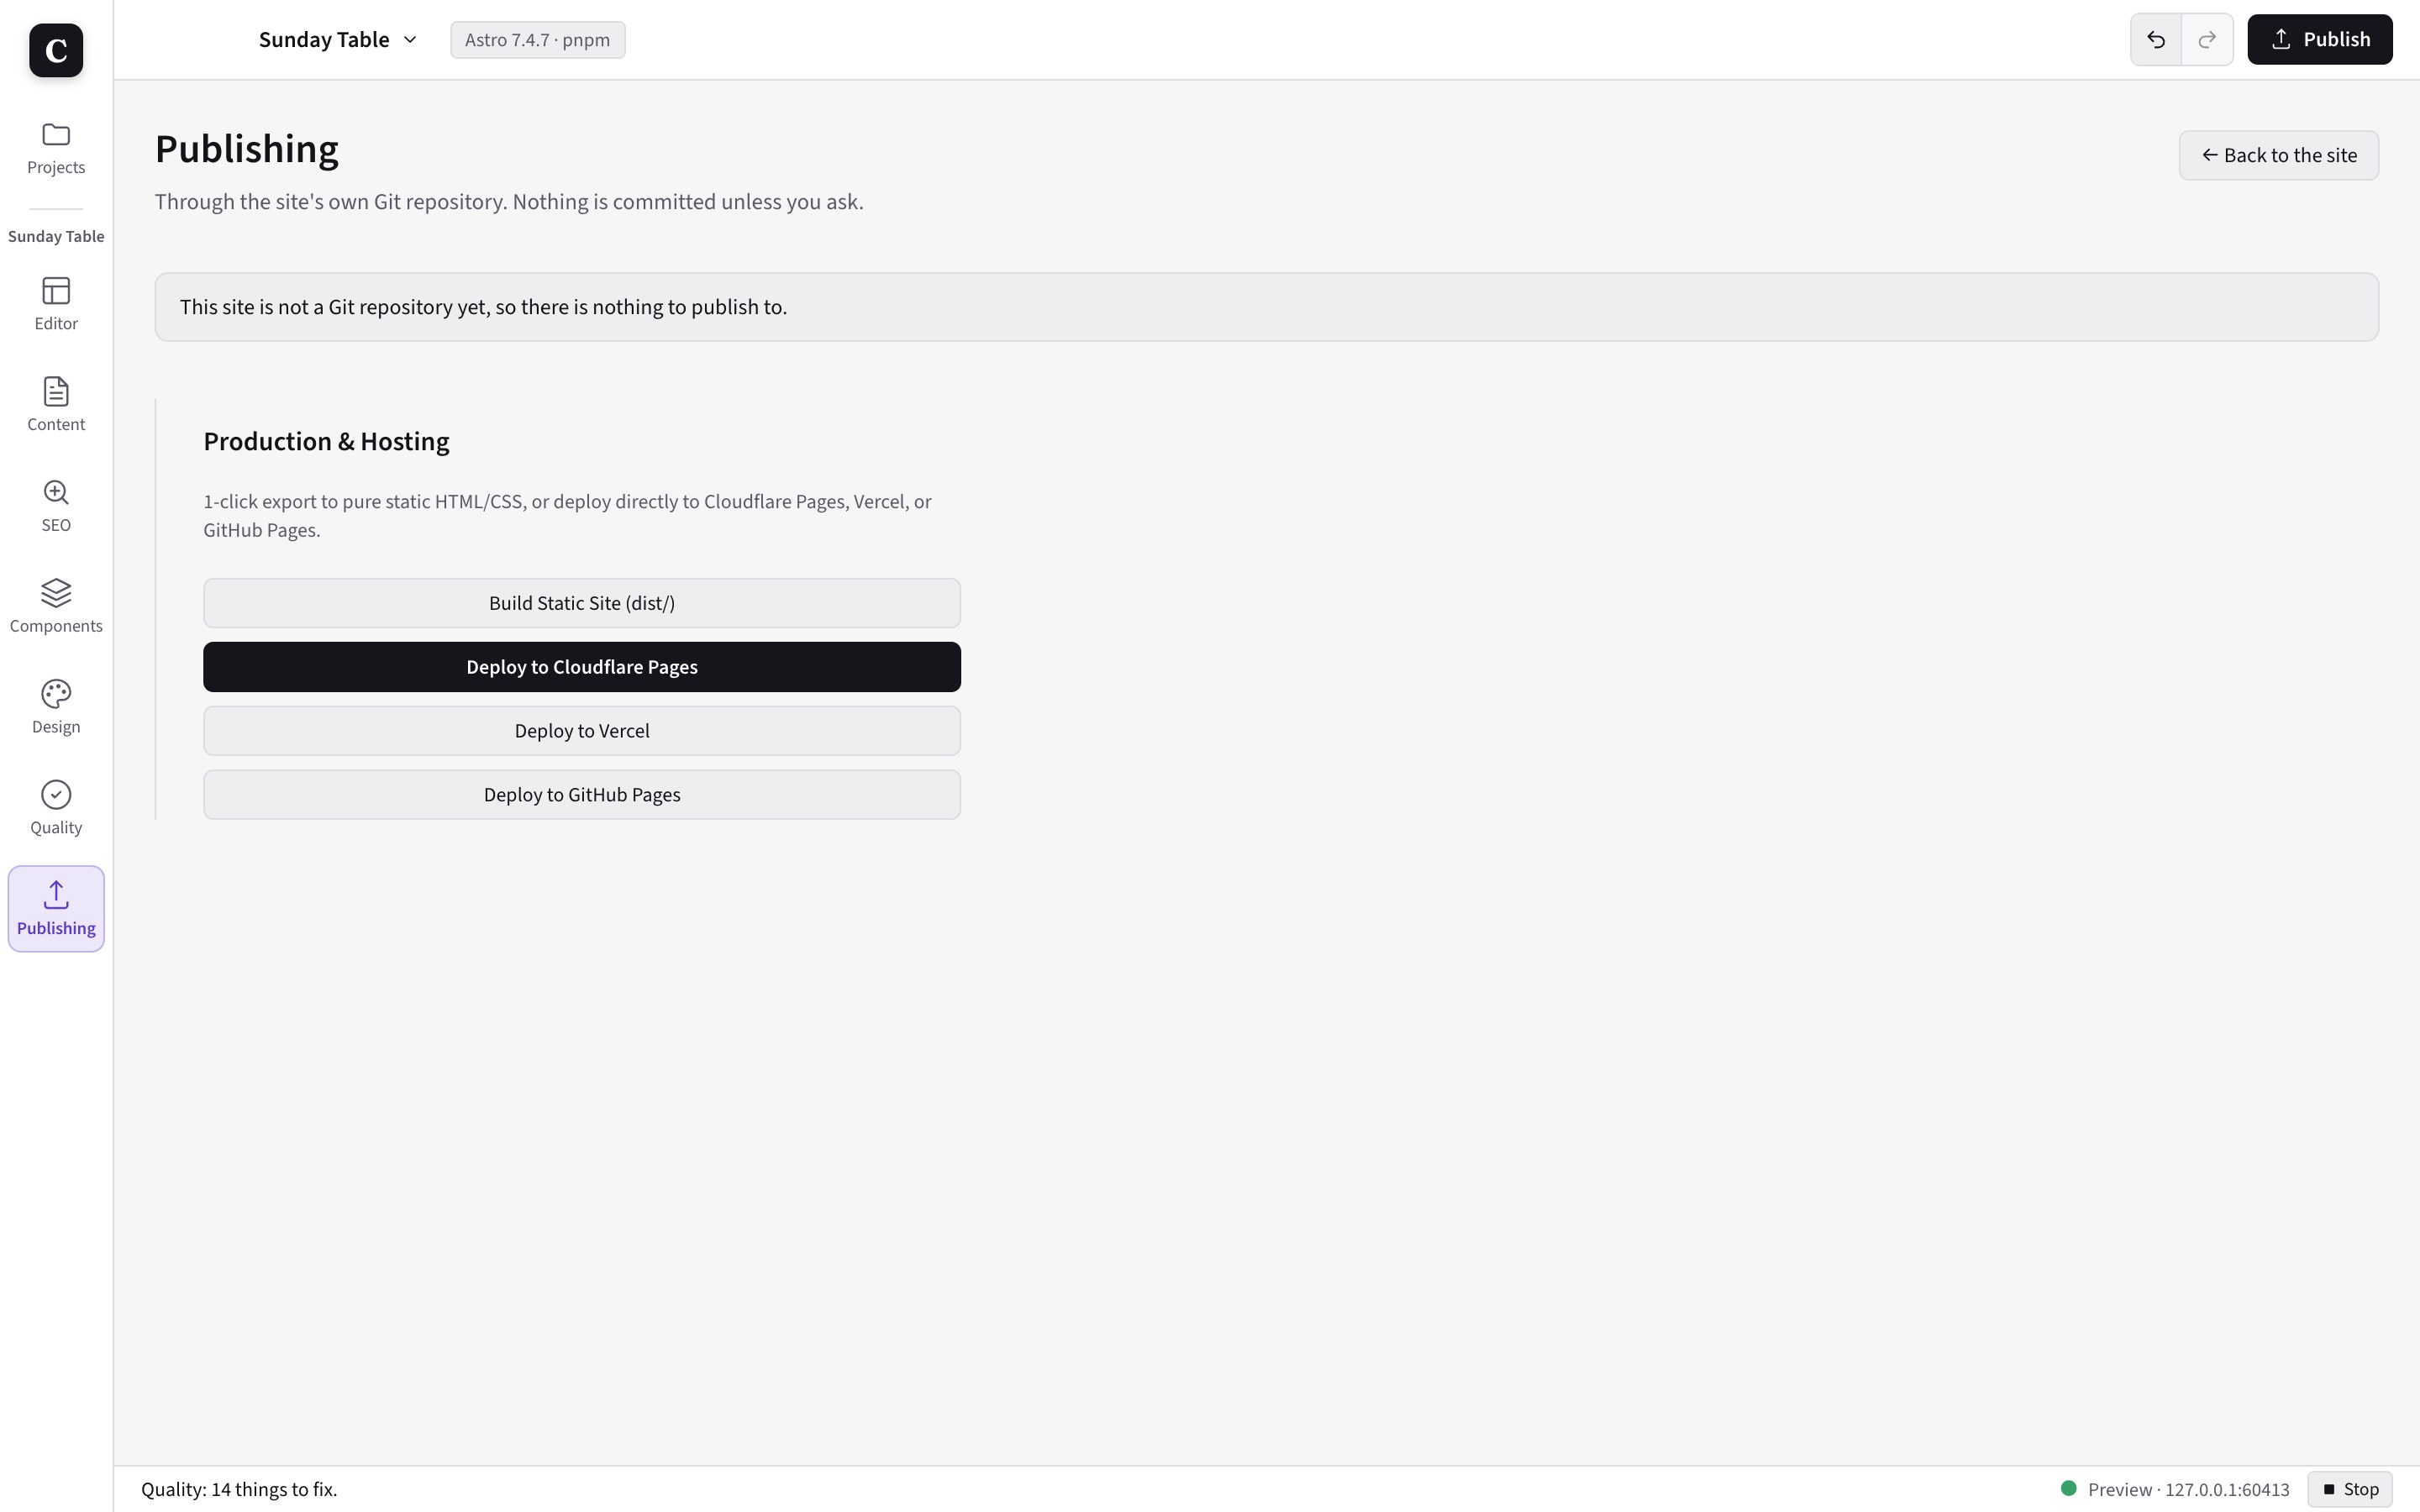 C
Sunday Table
Astro 7.4.7 · pnpm
Publish
Projects
Sunday Table
Editor
Content
SEO
Components
Design
Quality
Publishing
Publishing
← Back to the site
Through the site's own Git repository. Nothing is committed unless you ask.
This site is not a Git repository yet, so there is nothing to publish to.
Production & Hosting
1-click export to pure static HTML/CSS, or deploy directly to Cloudflare Pages, Vercel, or
GitHub Pages.
Build Static Site (dist/)
Deploy to Cloudflare Pages
Deploy to Vercel
Deploy to GitHub Pages
Quality: 14 things to fix.
Preview · 127.0.0.1:60413
Stop